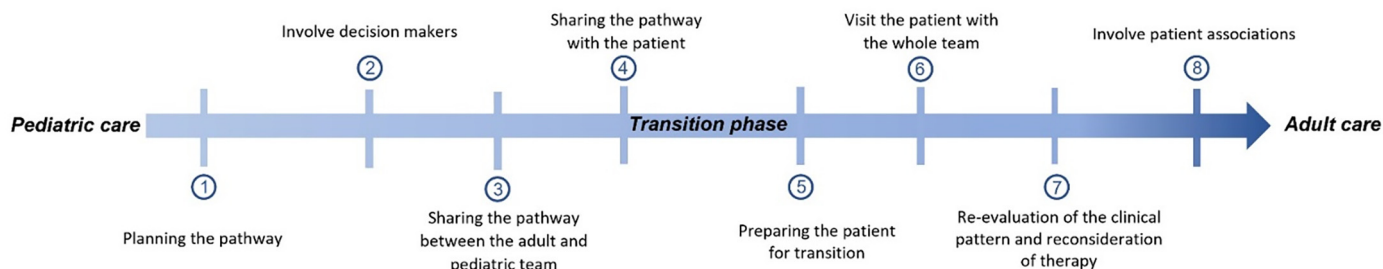 Pediatric care
1
Planning the pathway
Involve decision makers
2
3
Sharing the pathway
between the adult and
pediatric team
Sharing the pathway
with the patient
4
Transition phase
5
Preparing the patient
for transition
Visit the patient with
the whole team
6
7
Re-evaluation of the clinical
pattern and reconsideration
of therapy
Involve patient associations
8
Adult care